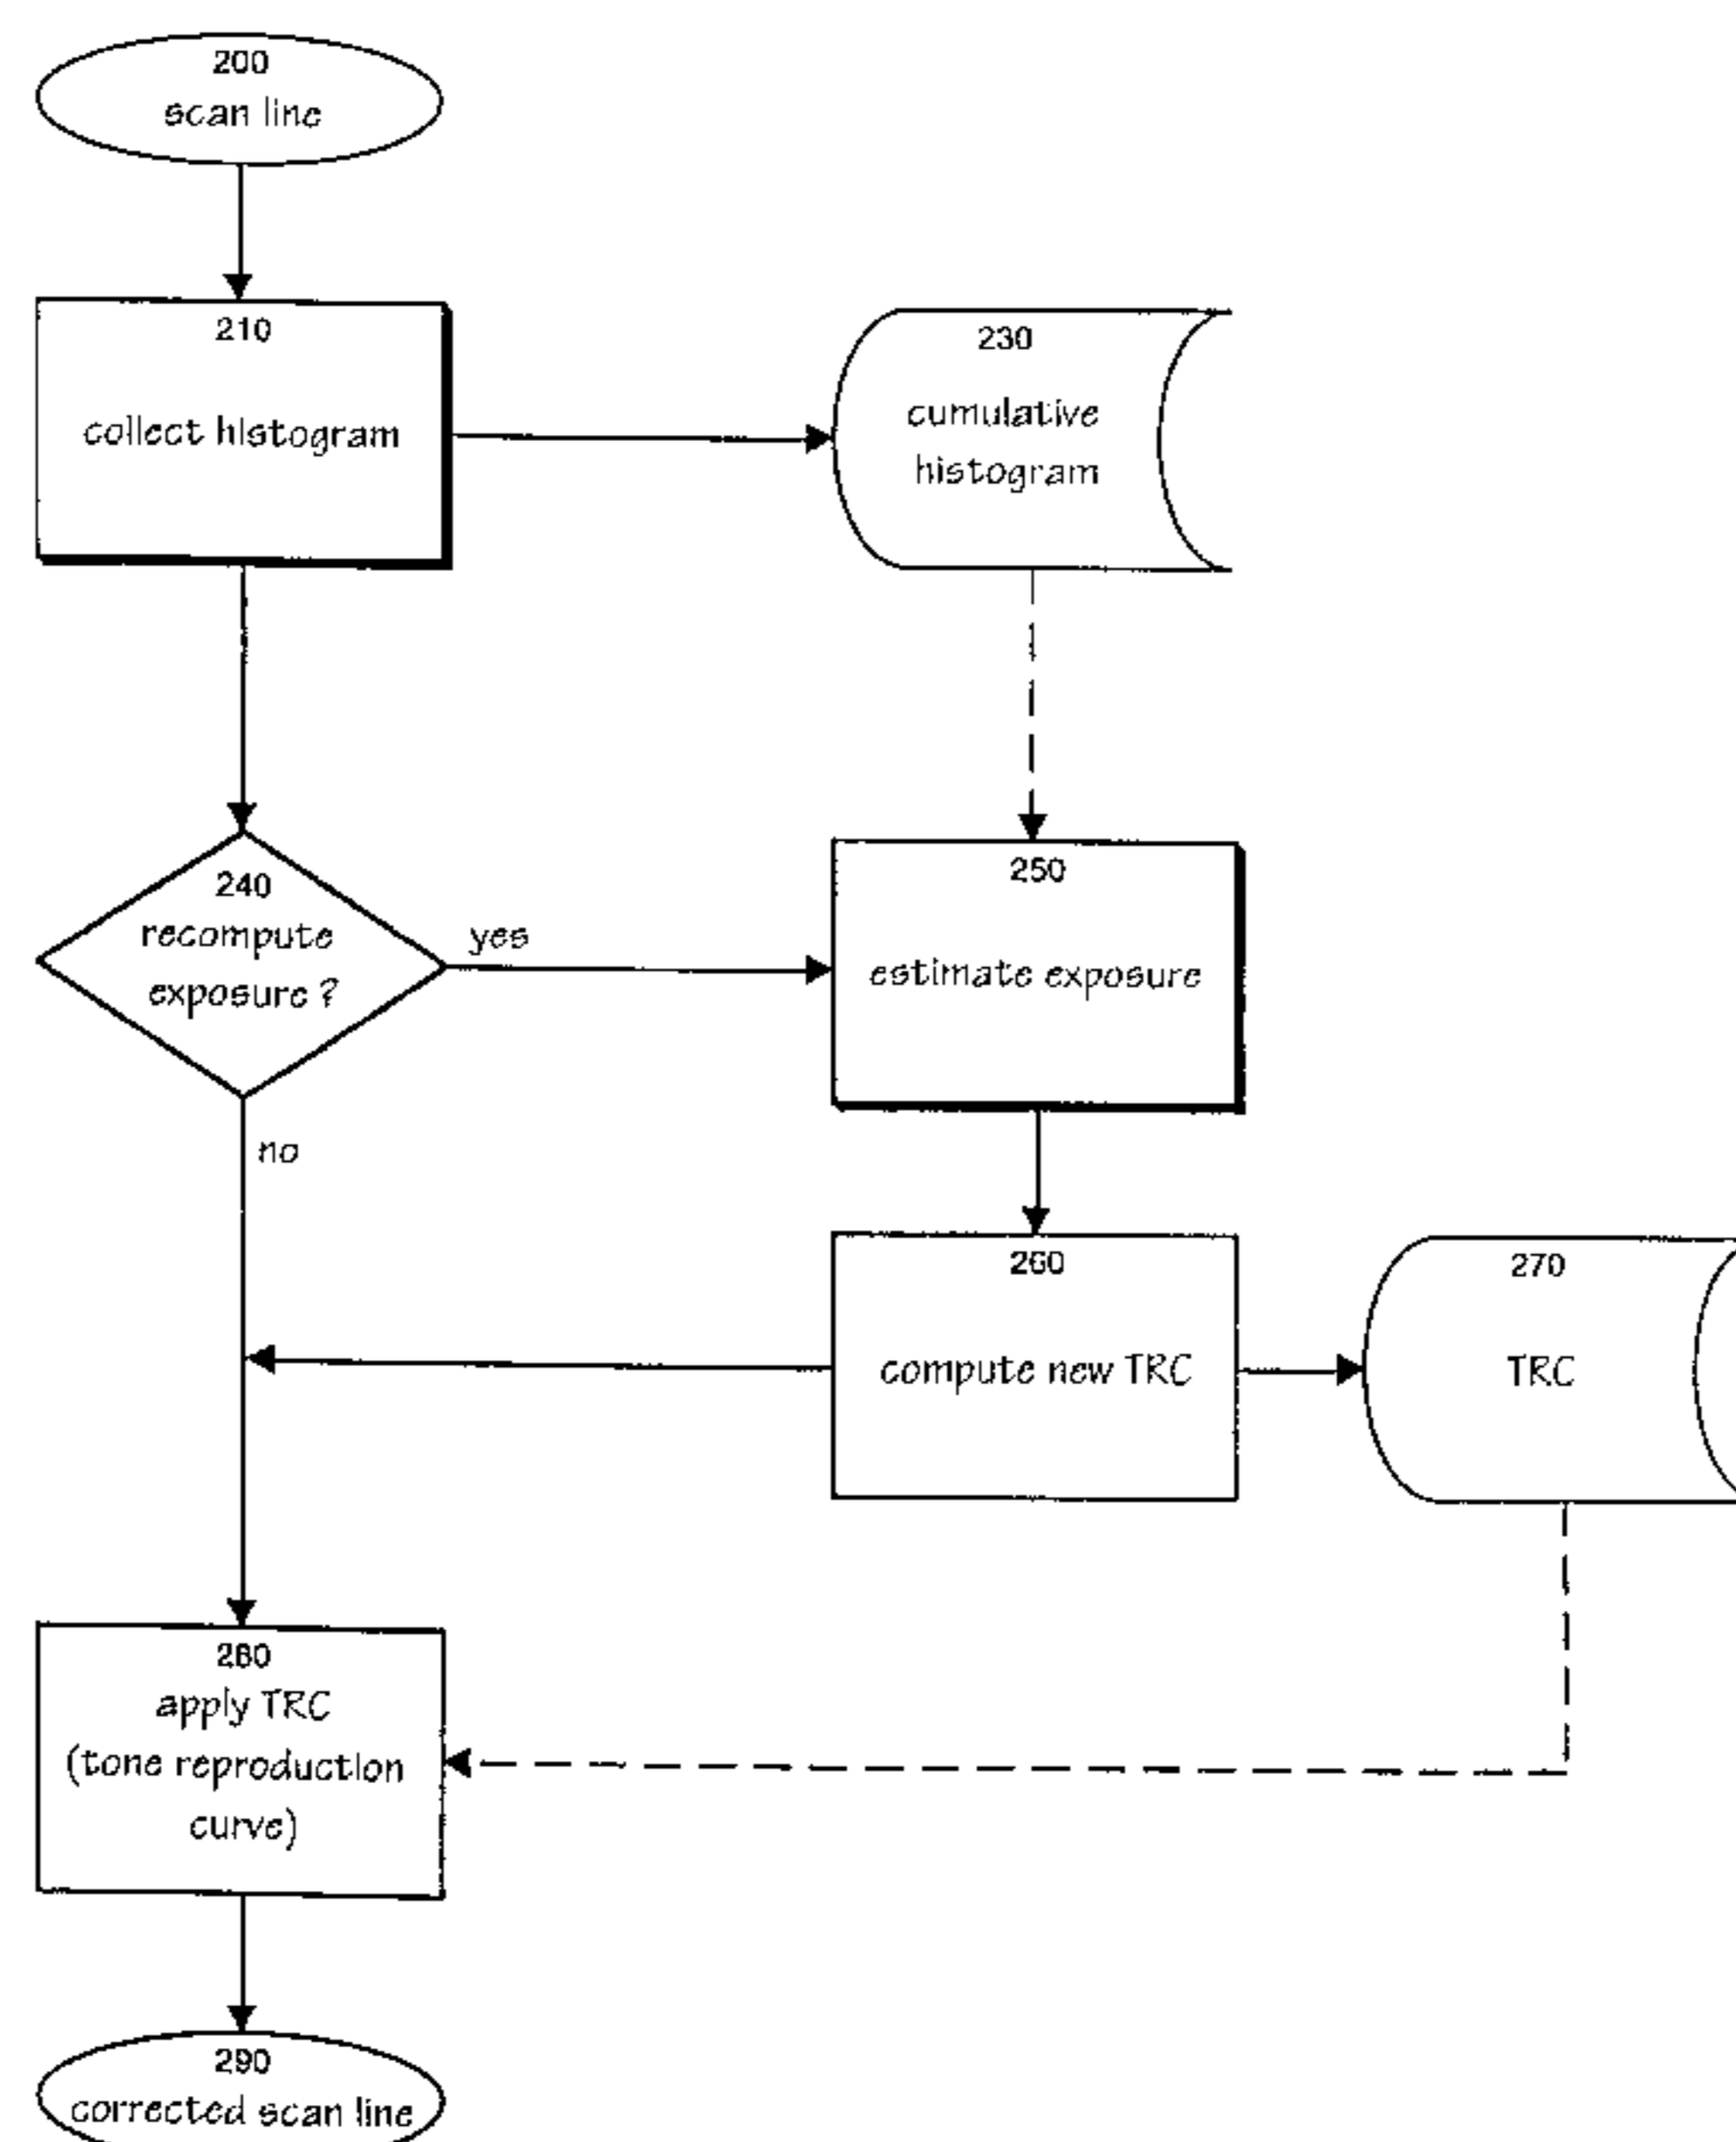 200
scan line
210
collect histogram
230
cumulative
histogram
240
recompute
exposure ?
yes
250
estimate exposure
no
260
compute new TRC
270
TRC
280
apply TRC
(tone reproduction
curve)
290
corrected scan line